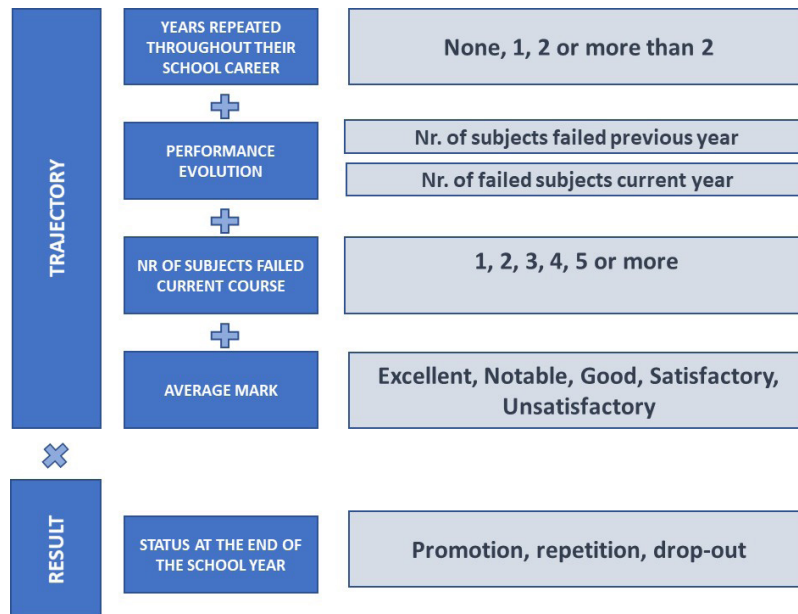 TRAJECTORY
YEARS REPEATED
THROUGHOUT THEIR
SCHOOL CAREER
None, 1, 2 or more than 2
PERFORMANCE
EVOLUTION
Nr. of subjects failed previous year
Nr. of failed subjects current year
NR OF SUBJECTS FAILED
CURRENT COURSE
1, 2, 3, 4, 5 or more
AVERAGE MARK
Excellent, Notable, Good, Satisfactory,
Unsatisfactory
RESULT
STATUS AT THE END OF
THE SCHOOL YEAR
Promotion, repetition, drop-out